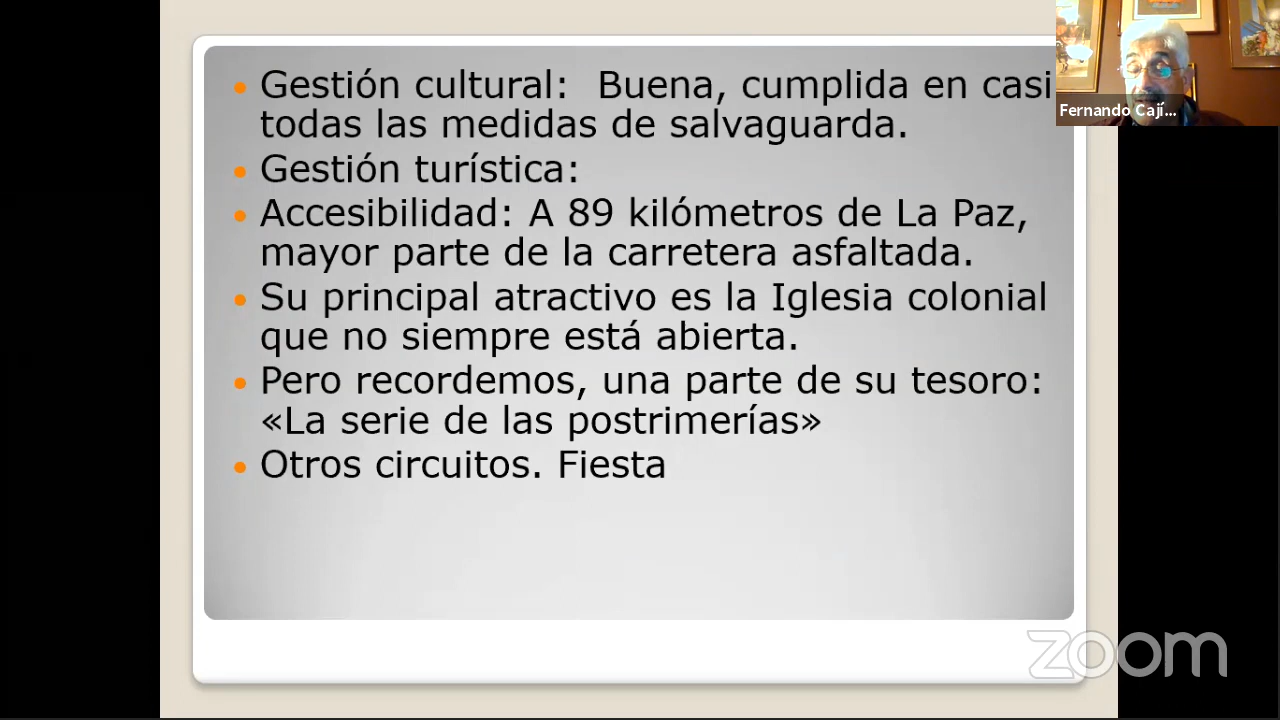 • Gestión cultural:  Buena, cumplida en casi
todas las medidas de salvaguarda.
• Gestión turística:
• Accesibilidad: A 89 kilómetros de La Paz,
mayor parte de la carretera asfaltada.
• Su principal atractivo es la Iglesia colonial
que no siempre está abierta.
• Pero recordemos, una parte de su tesoro:
«La serie de las postrimerías»
• Otros circuitos. Fiesta
Fernando Cají...
zoom